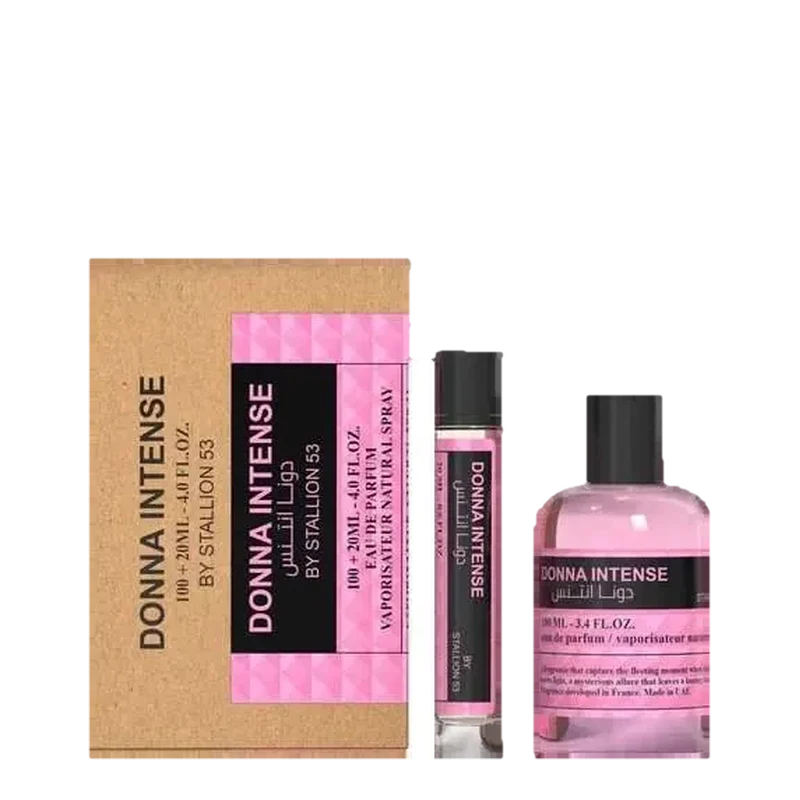 DONNA INTENSE
100 + 20ML - 4.0 FL.OZ.
BY STALLION 53
DONNA INTENSE
دونا انتنس
BY STALLION 53
100 + 20ML - 4.0 FL.OZ.
EAU DE PARFUM
VAPORISATEUR NATURAL SPRAY
DONNA INTENSE
دونا انتنس
BY
STALLION 53
DONNA INTENSE
دونا انتنس
100 ML - 3.4 FL.OZ.
eau de parfum / vaporisateur
fragrance that capture the fleeting moment
light, a mysterious allure that leaves a
fragrance developed in France. Made in UAE.